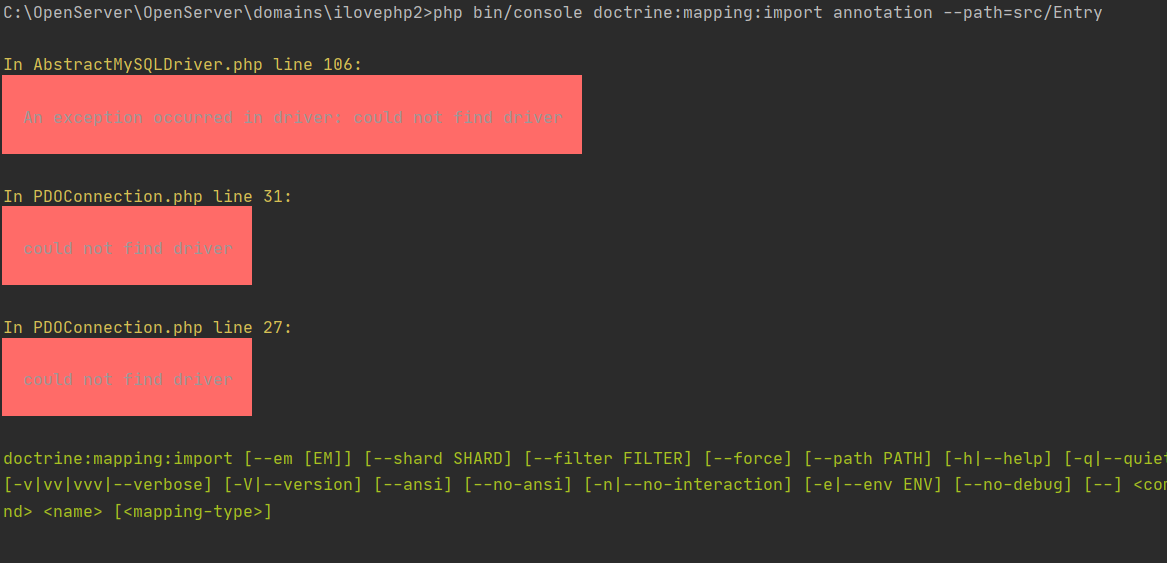 C:\OpenServer\OpenServer\domains\ilovephp2>php bin/console doctrine:mapping:import annotation --path=src/Entry
In AbstractMySQLDriver.php line 106:
An exception occurred in driver: could not find driver
In PDOConnection.php line 31:
could not find driver
In PDOConnection.php line 27:
could not find driver
doctrine:mapping:import [--em [EM]] [--shard SHARD] [--filter FILTER] [--force] [--path PATH] [-h|--help] [-q|--quiet
[-v|vv|vvv|--verbose] [-V|--version] [--ansi] [--no-ansi] [-n|--no-interaction] [-e|--env ENV] [--no-debug] [--] <com
nd> <name> [<mapping-type>]